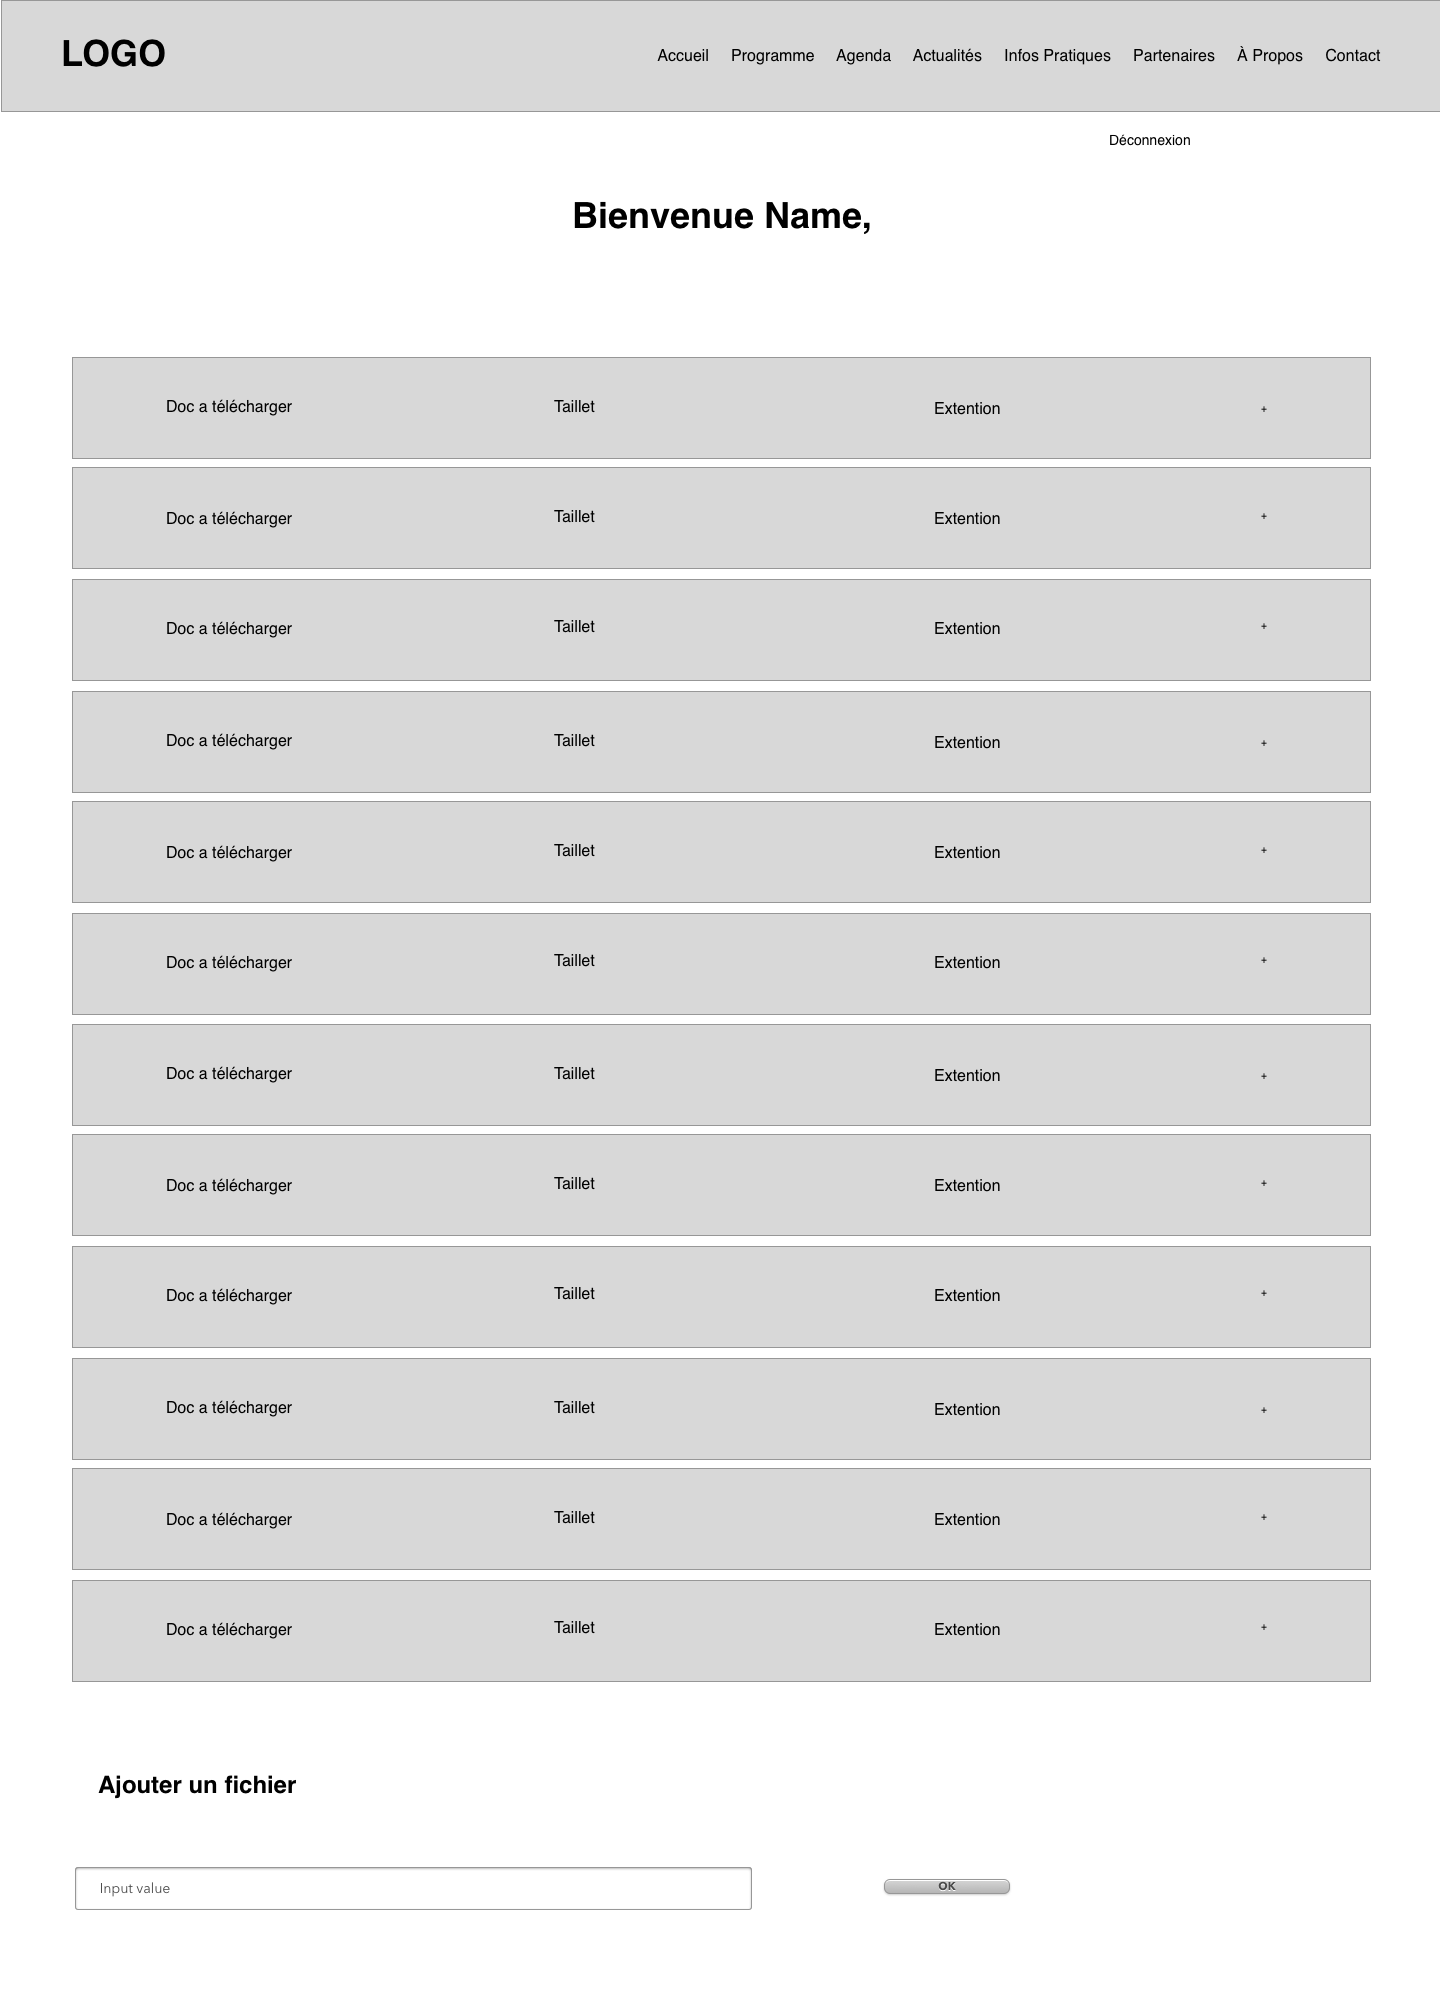 LOGO Accueil Programme Agenda Actualités Infos Pratiques Partenaires À Propos Contact
Déconnexion
Bienvenue Name,
Doc a télécharger Taillet Extention +
Doc a télécharger Taillet Extention +
Doc a télécharger Taillet Extention +
Doc a télécharger Taillet Extention +
Doc a télécharger Taillet Extention +
Doc a télécharger Taillet Extention +
Doc a télécharger Taillet Extention +
Doc a télécharger Taillet Extention +
Doc a télécharger Taillet Extention +
Doc a télécharger Taillet Extention +
Doc a télécharger Taillet Extention +
Doc a télécharger Taillet Extention +
Ajouter un fichier
Input value OK